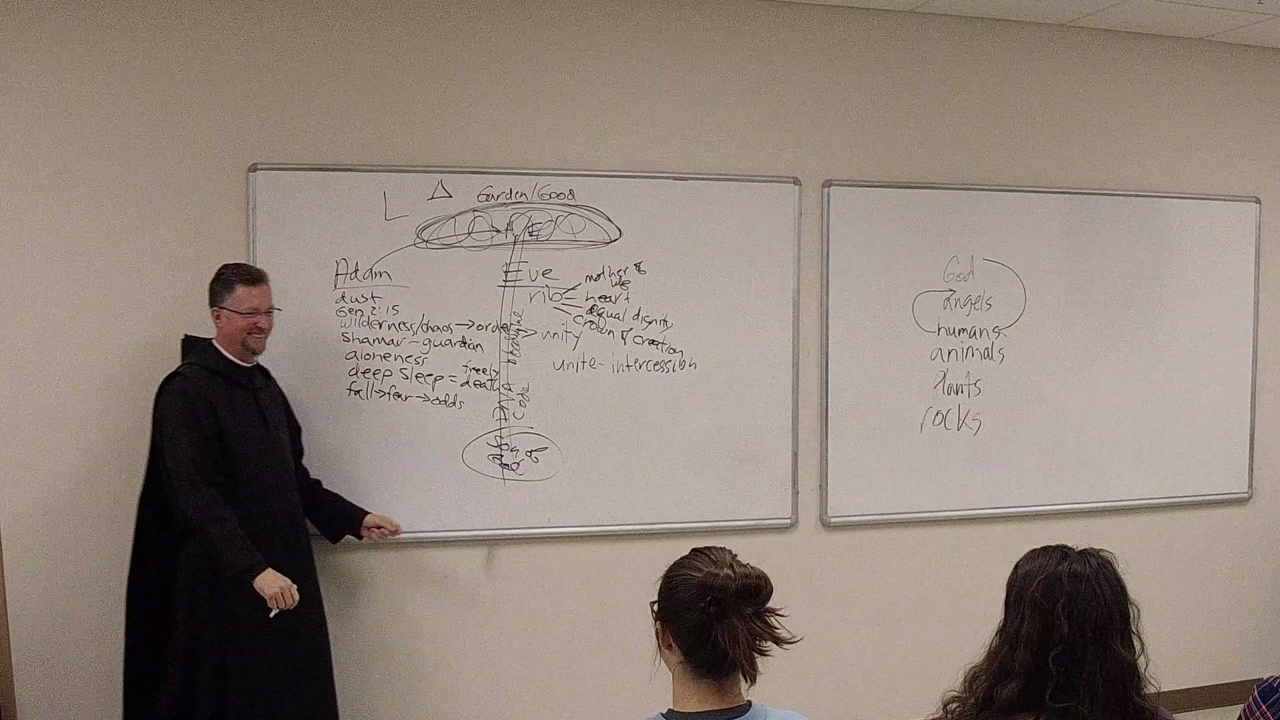 L Δ Garden/Good
Adam
dust
Gen 2:15
wilderness/chaos → order
shamar - guardian
aloneness
deep sleep = freely death
fall → fear → odds
Eve
rib
mother of life
heart
equal dignity
crown of creation
unity
unite - intercession
DNA code
God
angels
humans
animals
Plants
rocks